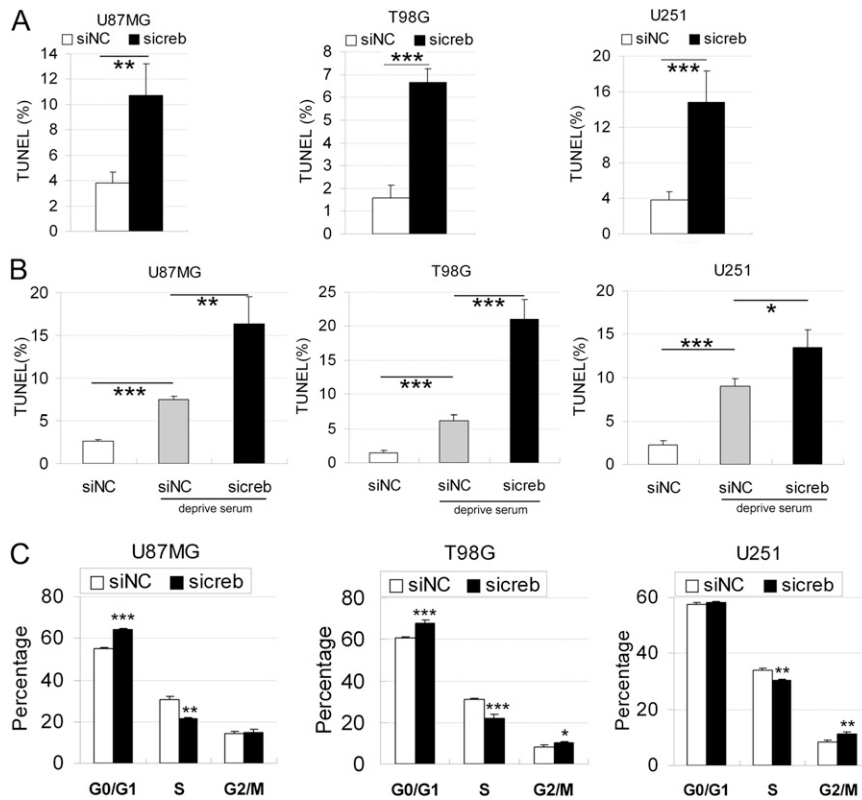 A
U87MG
siNC sicreb
TUNEL (%)
14
12
10
8
6
4
2
0
**
T98G
siNC sicreb
TUNEL (%)
7
6
5
4
3
2
1
0
***
U251
siNC sicreb
TUNEL(%)
20
16
12
8
4
0
***
B
U87MG
TUNEL(%)
20
15
10
5
0
***
**
siNC siNC sicreb
deprive serum
T98G
TUNEL(%)
25
20
15
10
5
0
***
***
siNC siNC sicreb
deprive serum
U251
TUNEL(%)
20
15
10
5
0
***
*
siNC siNC sicreb
deprive serum
C
U87MG
siNC sicreb
Percentage
80
60
40
20
0
***
**
G0/G1 S G2/M
T98G
siNC sicreb
Percentage
80
60
40
20
0
***
***
*
G0/G1 S G2/M
U251
siNC sicreb
Percentage
60
40
20
0
**
**
G0/G1 S G2/M